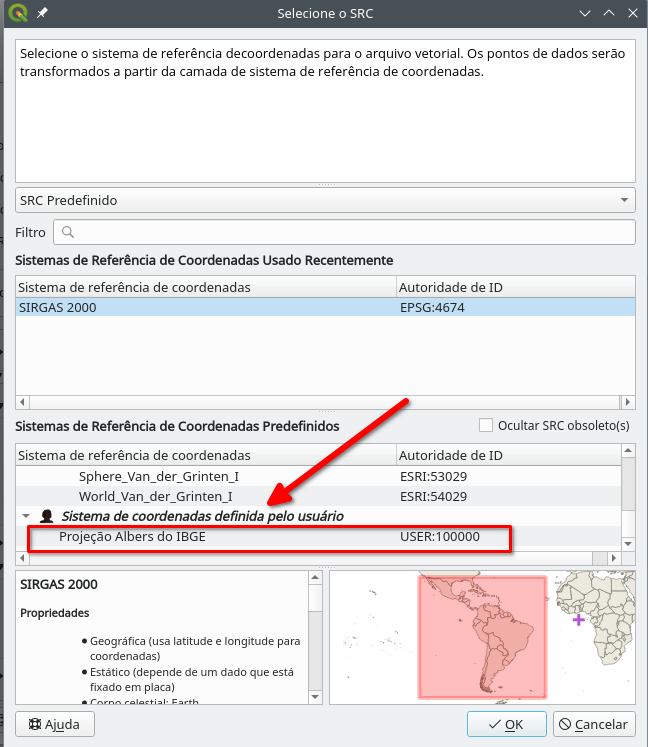 Selecione o SRC
Selecione o sistema de referência decoordenadas para o arquivo vetorial. Os pontos de dados serão
transformados a partir da camada de sistema de referência de coordenadas.
SRC Predefinido
Filtro
Sistemas de Referência de Coordenadas Usado Recentemente
Sistema de referência de coordenadas Autoridade de ID
SIRGAS 2000 EPSG:4674
Sistemas de Referência de Coordenadas Predefinidos Ocultar SRC obsoleto(s)
Sistema de referência de coordenadas Autoridade de ID
Sphere_Van_der_Grinten_I ESRI:53029
World_Van_der_Grinten_I ESRI:54029
Sistema de coordenadas definida pelo usuário
Projeção Albers do IBGE USER:100000
SIRGAS 2000
Propriedades
Geográfica (usa latitude e longitude para
coordenadas)
Estático (depende de um dado que está
fixado em placa)
Corpo celestial: Earth
Ajuda OK Cancelar